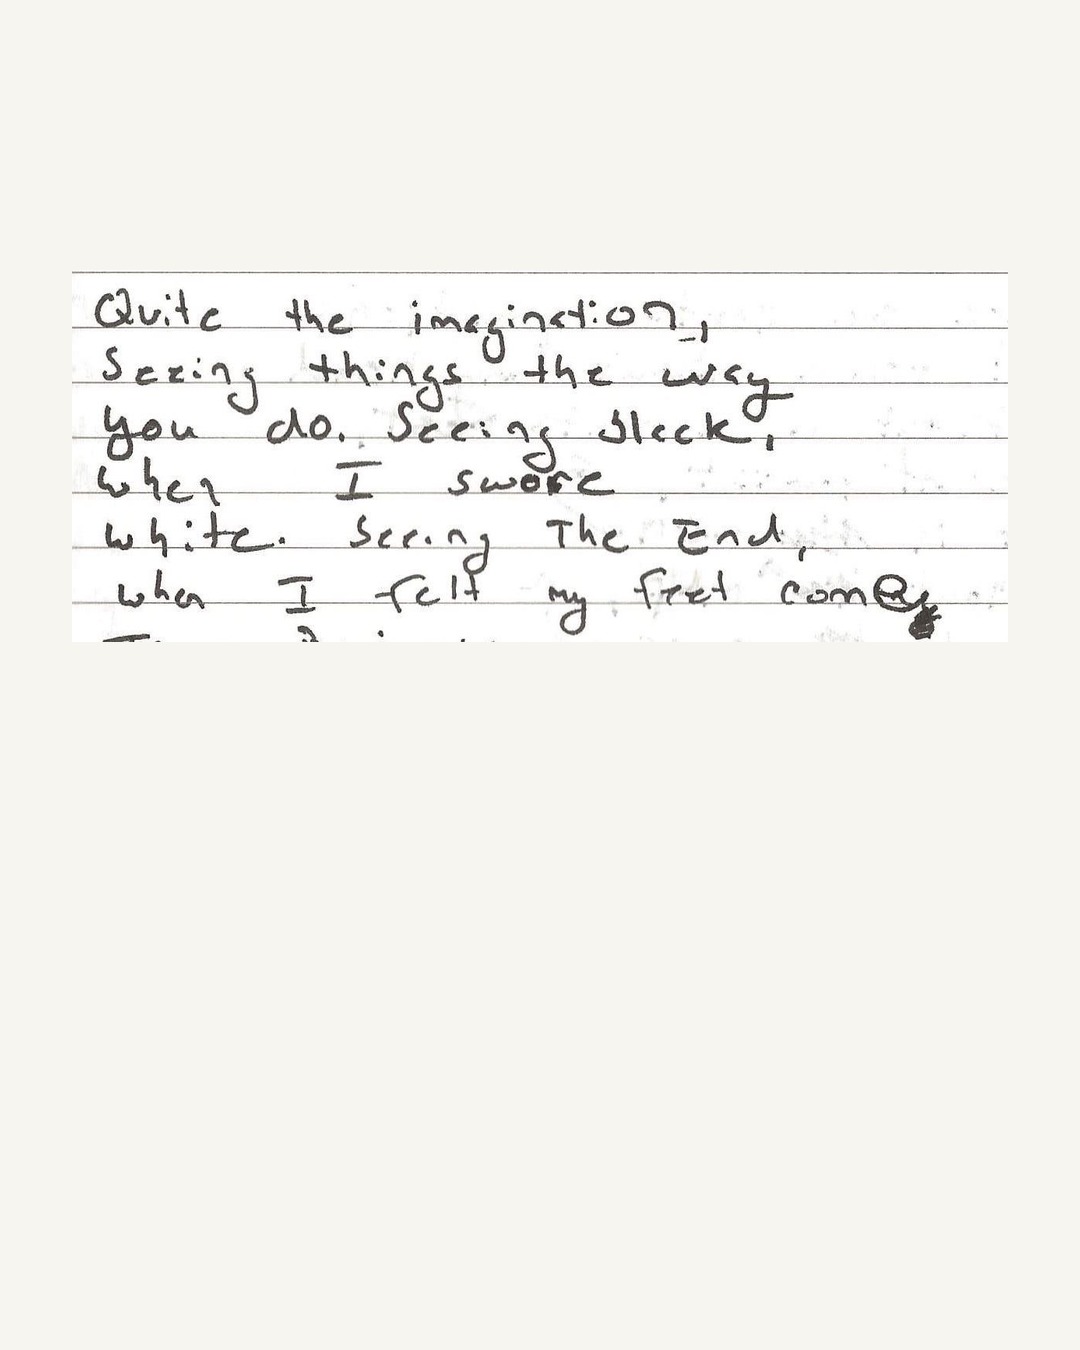 Quite the imagination,
Seeing things the way
you do. Seeing black,
when I swore
white. Seeing The End,
when I felt my feet come